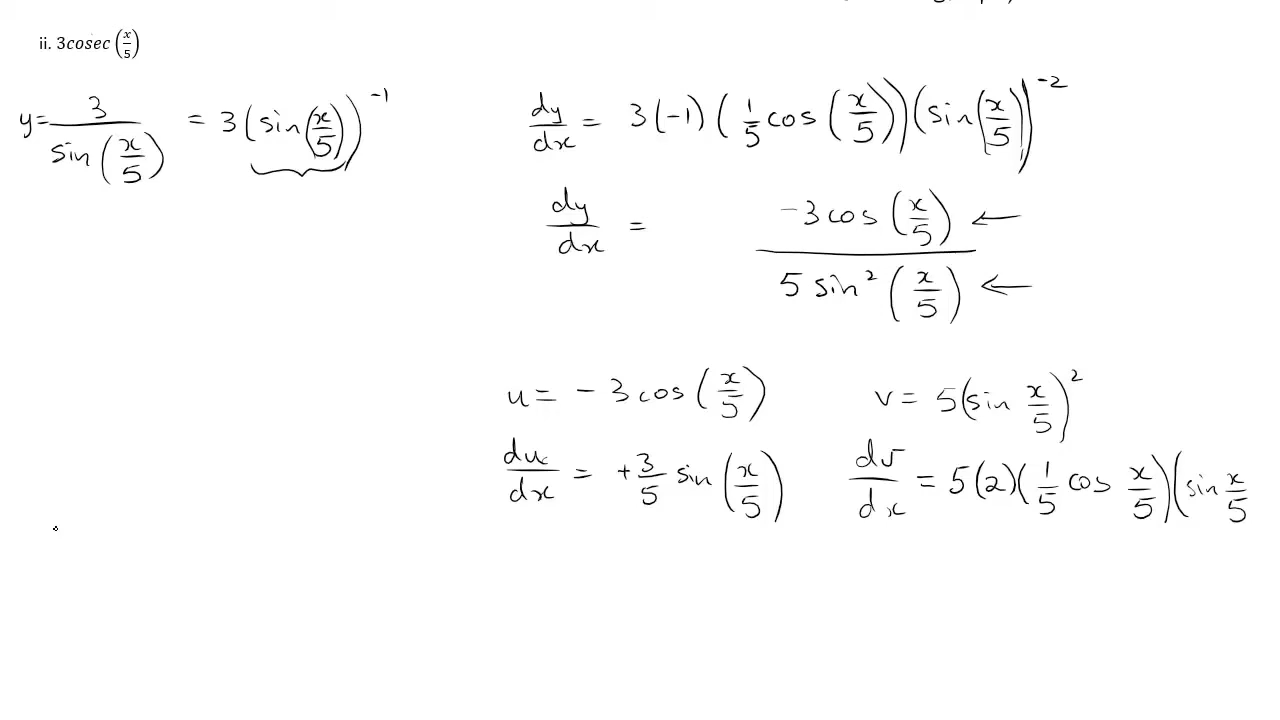 ii. 3cosec (x/5)
y = 3/sin(x/5) = 3(sin(x/5))^-1
dy/dx = 3(-1)(1/5 cos(x/5))(sin(x/5))^-2
dy/dx = -3cos(x/5) / 5 sin²(x/5)
u = -3cos(x/5)
v = 5(sin x/5)²
du/dx = +3/5 sin(x/5)
dv/dx = 5(2)(1/5 cos x/5)(sin x/5